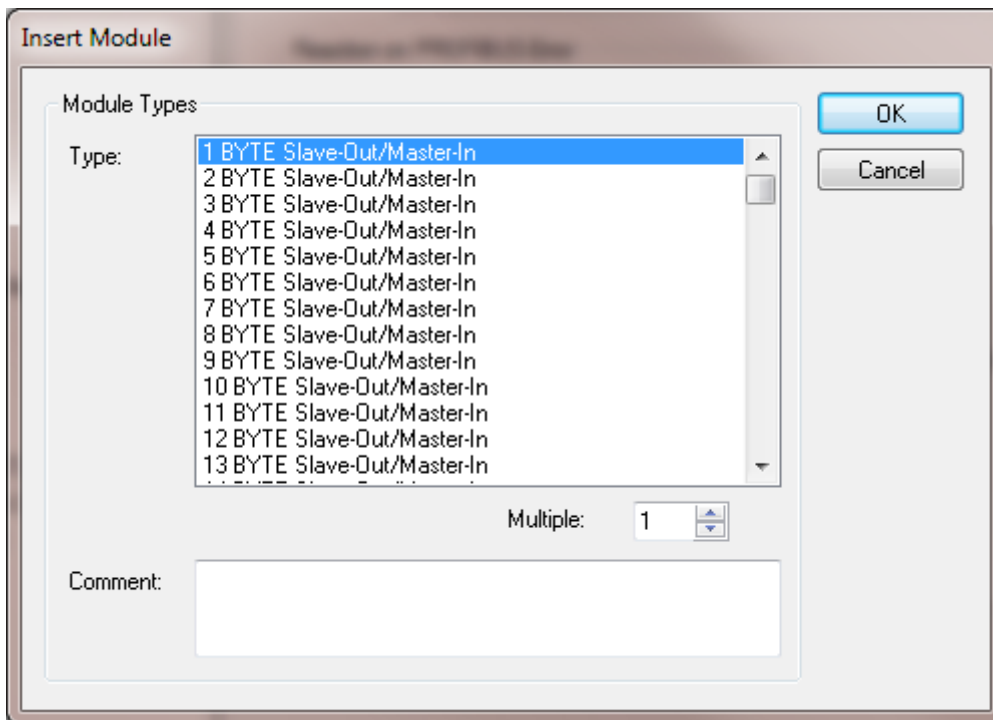 Insert Module
Module Types
Type:
1 BYTE Slave-Out/Master-In
2 BYTE Slave-Out/Master-In
3 BYTE Slave-Out/Master-In
4 BYTE Slave-Out/Master-In
5 BYTE Slave-Out/Master-In
6 BYTE Slave-Out/Master-In
7 BYTE Slave-Out/Master-In
8 BYTE Slave-Out/Master-In
9 BYTE Slave-Out/Master-In
10 BYTE Slave-Out/Master-In
11 BYTE Slave-Out/Master-In
12 BYTE Slave-Out/Master-In
13 BYTE Slave-Out/Master-In
OK
Cancel
Multiple: 1
Comment: